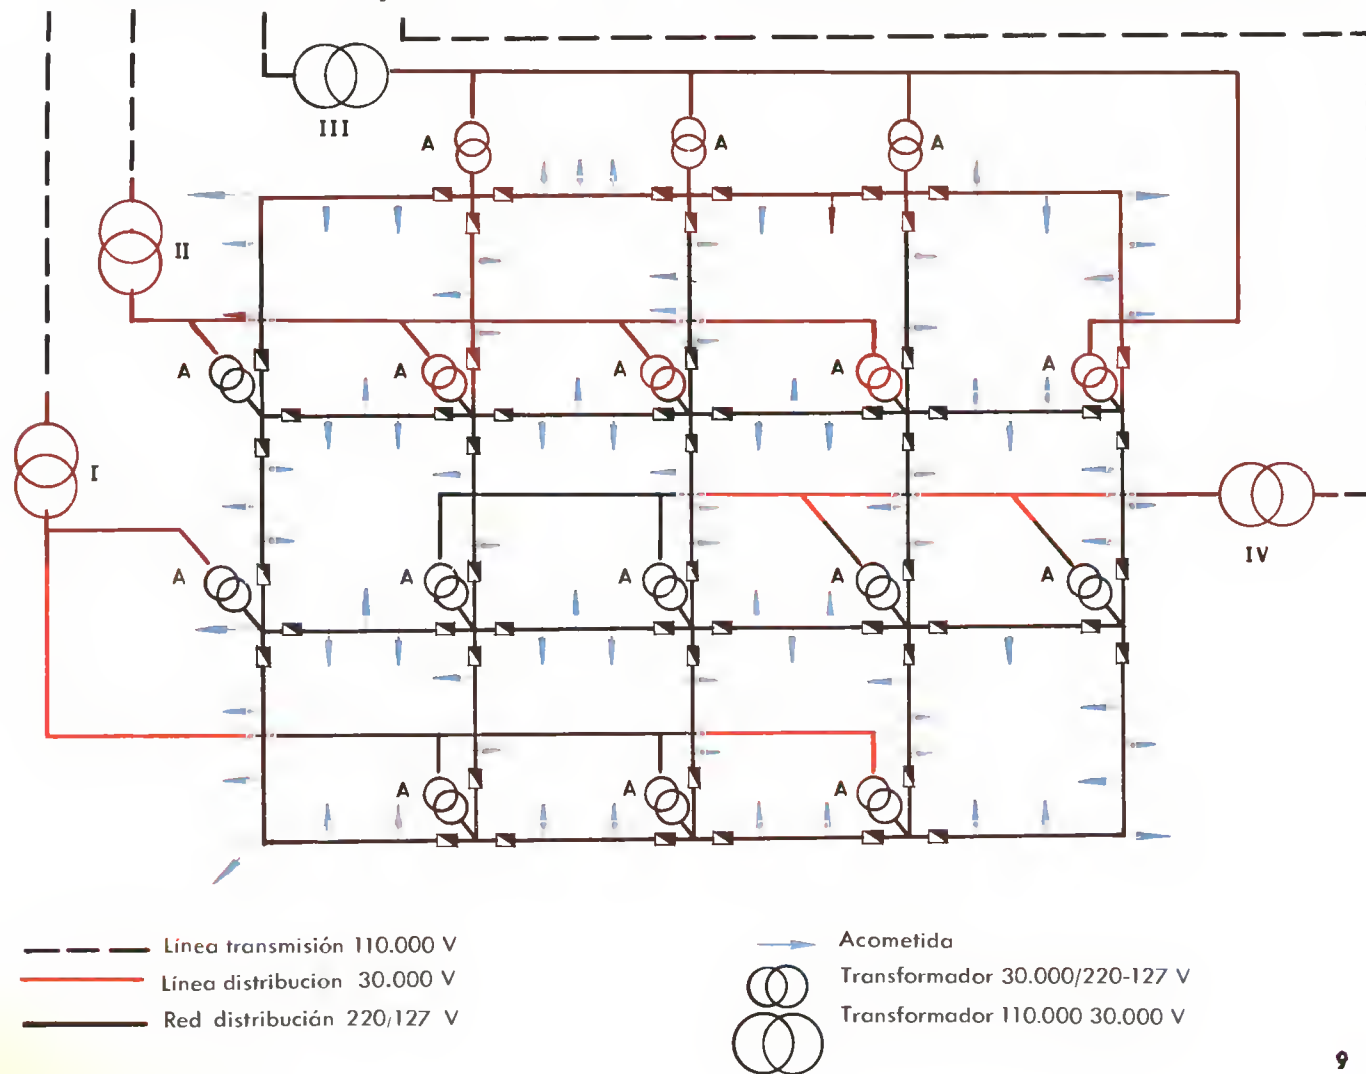 III
A A A
II
A A A A A
I
IV
A A A A A
A A A
Línea transmisión 110.000 V
Línea distribucion 30.000 V
Red distribución 220/127 V
Acometida
Transformador 30.000/220-127 V
Transformador 110.000 30.000 V
9